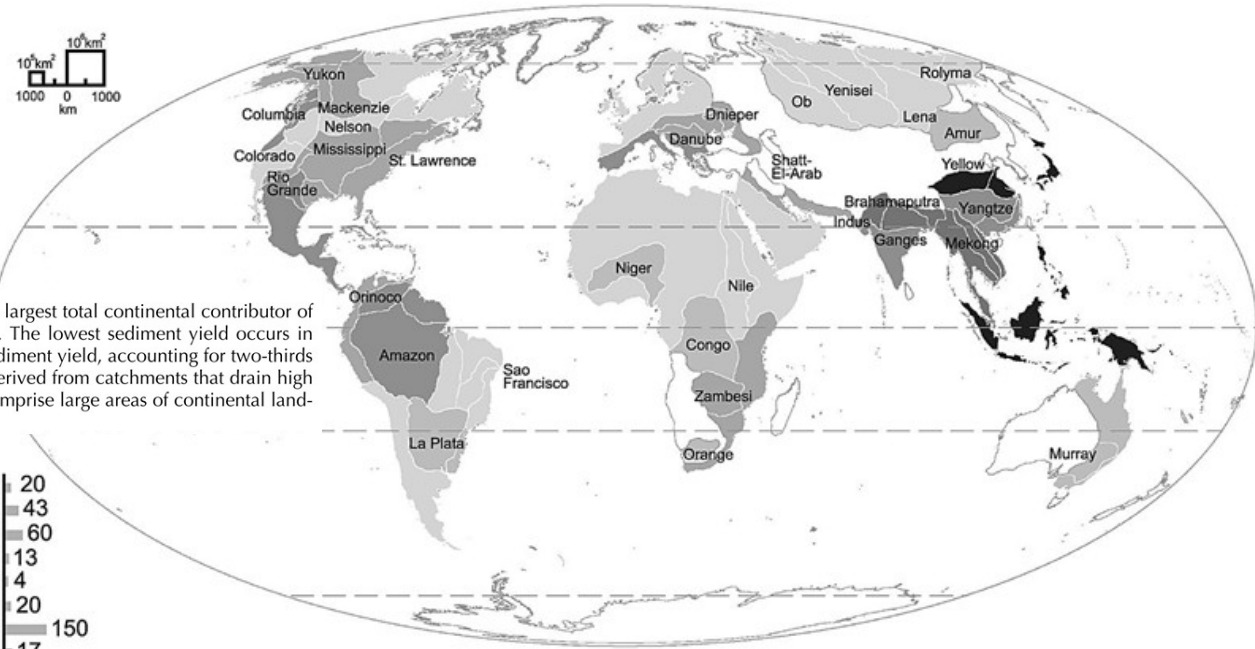 10⁶km²
10⁵km²
1000 0 1000
km
Yukon
Mackenzie
Columbia
Nelson
Mississippi
Colorado
St. Lawrence
Rio
Grande
Orinoco
Amazon
Sao
Francisco
La Plata
Dnieper
Danube
Shatt-
El-Arab
Niger
Nile
Congo
Zambesi
Orange
Ob
Yenisei
Rolyma
Lena
Amur
Yellow
Brahamaputra
Yangtze
Indus
Ganges
Mekong
Murray
largest total continental contributor of
. The lowest sediment yield occurs in
diment yield, accounting for two-thirds
erived from catchments that drain high
mprise large areas of continental land-
20
43
60
13
4
20
150
17